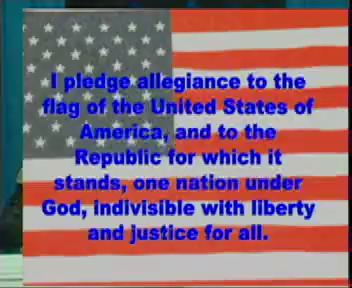 I pledge allegiance to the
flag of the United States of
America, and to the
Republic for which it
stands, one nation under
God, indivisible with liberty
and justice for all.